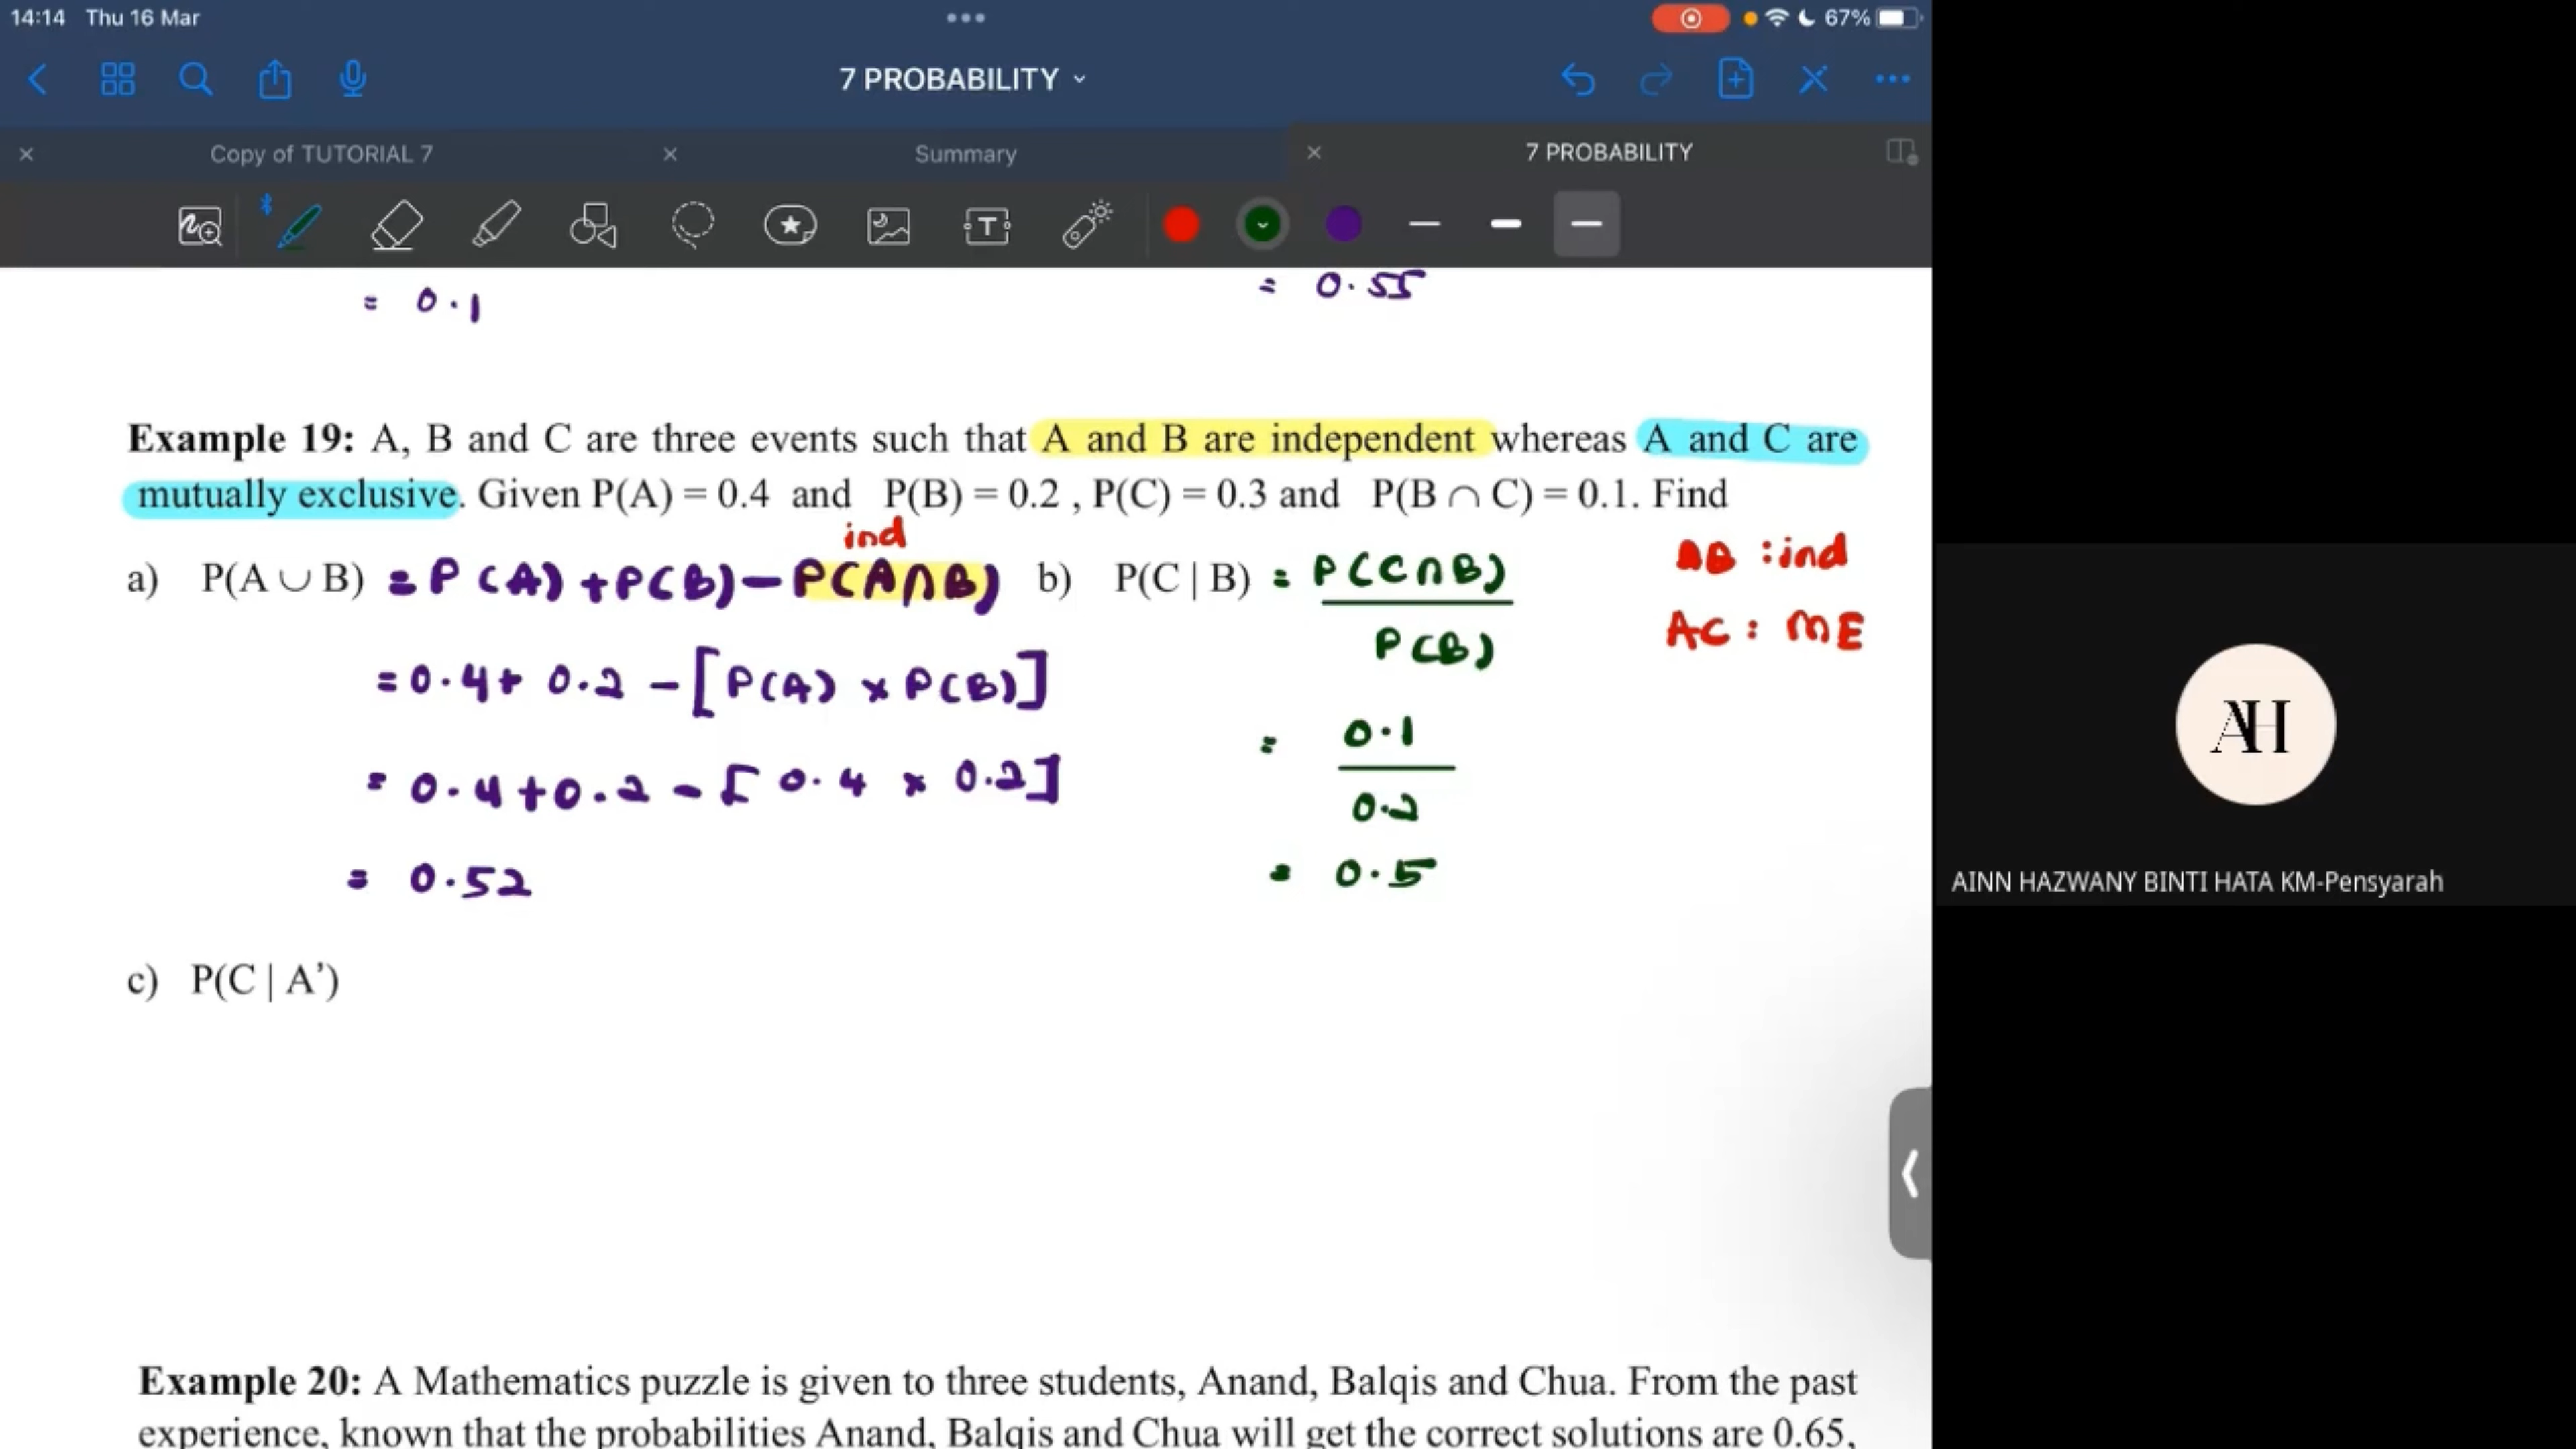 14:14 Thu 16 Mar
67%
7 PROBABILITY
Copy of TUTORIAL 7
Summary
7 PROBABILITY
= 0.1
= 0.55
Example 19: A, B and C are three events such that A and B are independent whereas A and C are
mutually exclusive. Given P(A) = 0.4 and P(B) = 0.2 , P(C) = 0.3 and P(B ∩ C) = 0.1. Find
ind
a) P(A ∪ B) = P(A) + P(B) − P(A∩B)
= 0.4 + 0.2 − [P(A) × P(B)]
= 0.4 + 0.2 − [0.4 × 0.2]
= 0.52
b) P(C | B) = P(C∩B)
P(B)
= 0.1
0.2
= 0.5
AB : ind
AC : ME
c) P(C | A’)
Example 20: A Mathematics puzzle is given to three students, Anand, Balqis and Chua. From the past
experience, known that the probabilities Anand, Balqis and Chua will get the correct solutions are 0.65,
AH
AINN HAZWANY BINTI HATA KM-Pensyarah